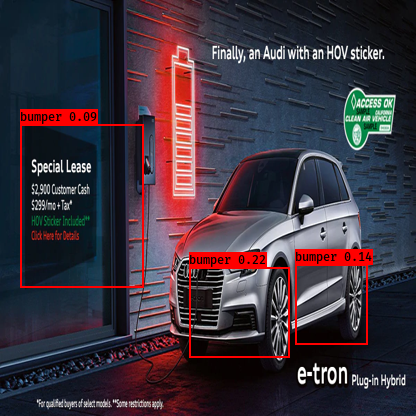 Finally, an Audi with an HOV sticker.
ACCESS OK
CALIFORNIA
CLEAN AIR VEHICLE
SAMPLE
bumper 0.09
Special Lease
$2,900 Customer Cash
$299/mo + Tax*
HOV Sticker Included**
Click Here for Details
bumper 0.22
bumper 0.14
e-tron Plug-in Hybrid
*For qualified buyers of select models. **Some restrictions apply.